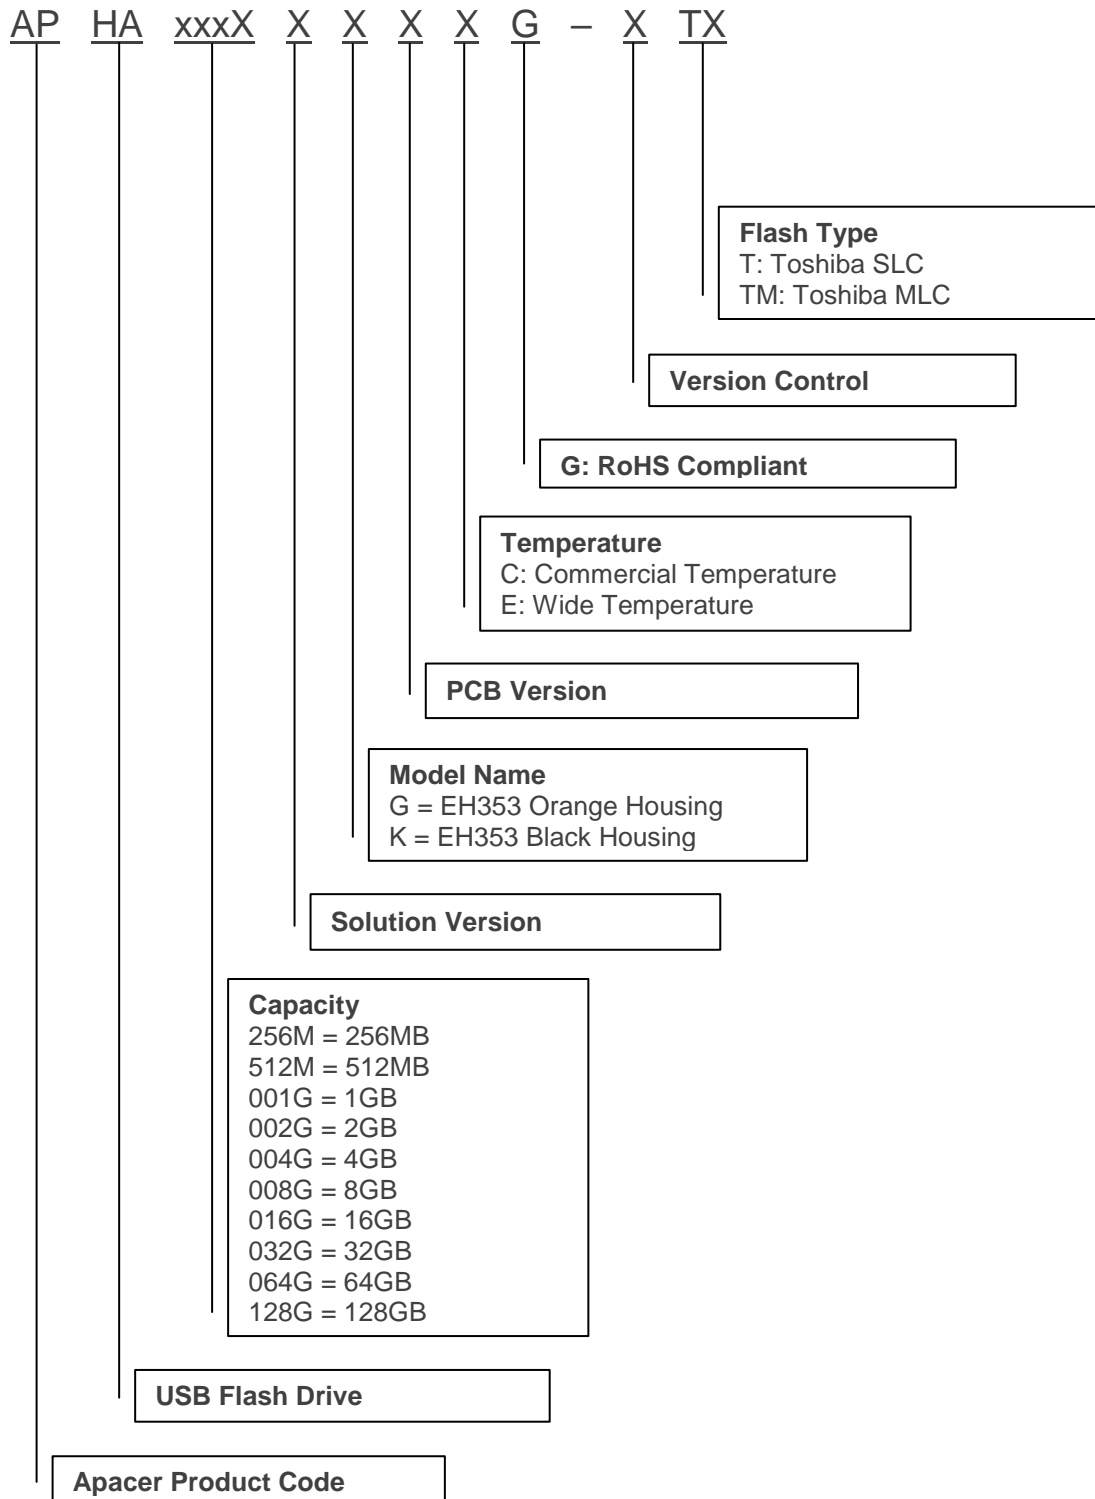 AP HA xxxX X X X X G – X TX
Flash Type
T: Toshiba SLC
TM: Toshiba MLC
Version Control
G: RoHS Compliant
Temperature
C: Commercial Temperature
E: Wide Temperature
PCB Version
Model Name
G = EH353 Orange Housing
K = EH353 Black Housing
Solution Version
Capacity
256M = 256MB
512M = 512MB
001G = 1GB
002G = 2GB
004G = 4GB
008G = 8GB
016G = 16GB
032G = 32GB
064G = 64GB
128G = 128GB
USB Flash Drive
Apacer Product Code